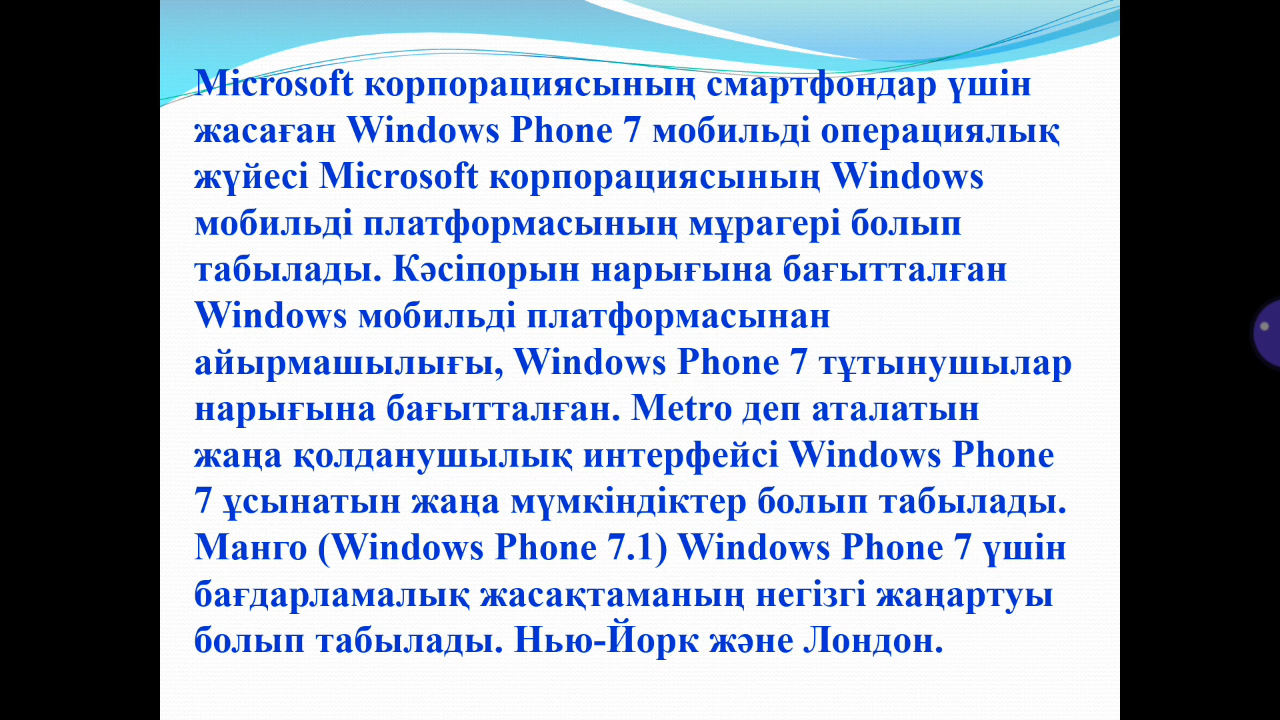 Microsoft корпорациясының смартфондар үшін
жасаған Windows Phone 7 мобильді операциялық
жүйесі Microsoft корпорациясының Windows
мобильді платформасының мұрагері болып
табылады. Кәсіпорын нарығына бағытталған
Windows мобильді платформасынан
айырмашылығы, Windows Phone 7 тұтынушылар
нарығына бағытталған. Metro деп аталатын
жаңа қолданушылық интерфейсі Windows Phone
7 ұсынатын жаңа мүмкіндіктер болып табылады.
Манго (Windows Phone 7.1) Windows Phone 7 үшін
бағдарламалық жасақтаманың негізгі жаңартуы
болып табылады. Нью-Йорк және Лондон.